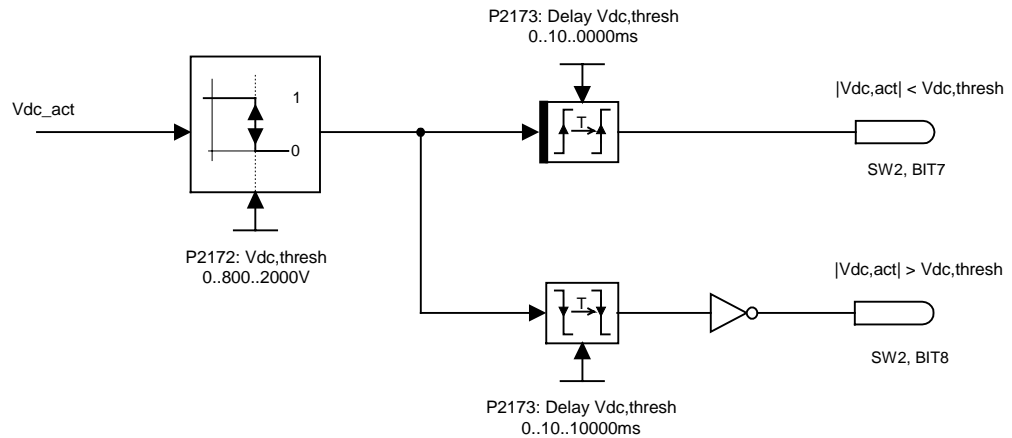 P2173: Delay Vdc,thresh
0..10..0000ms
|Vdc,act| < Vdc,thresh
Vdc_act
1
T
0
SW2, BIT7
P2172: Vdc,thresh
0..800..2000V
|Vdc,act| > Vdc,thresh
T
SW2, BIT8
P2173: Delay Vdc,thresh
0..10..10000ms